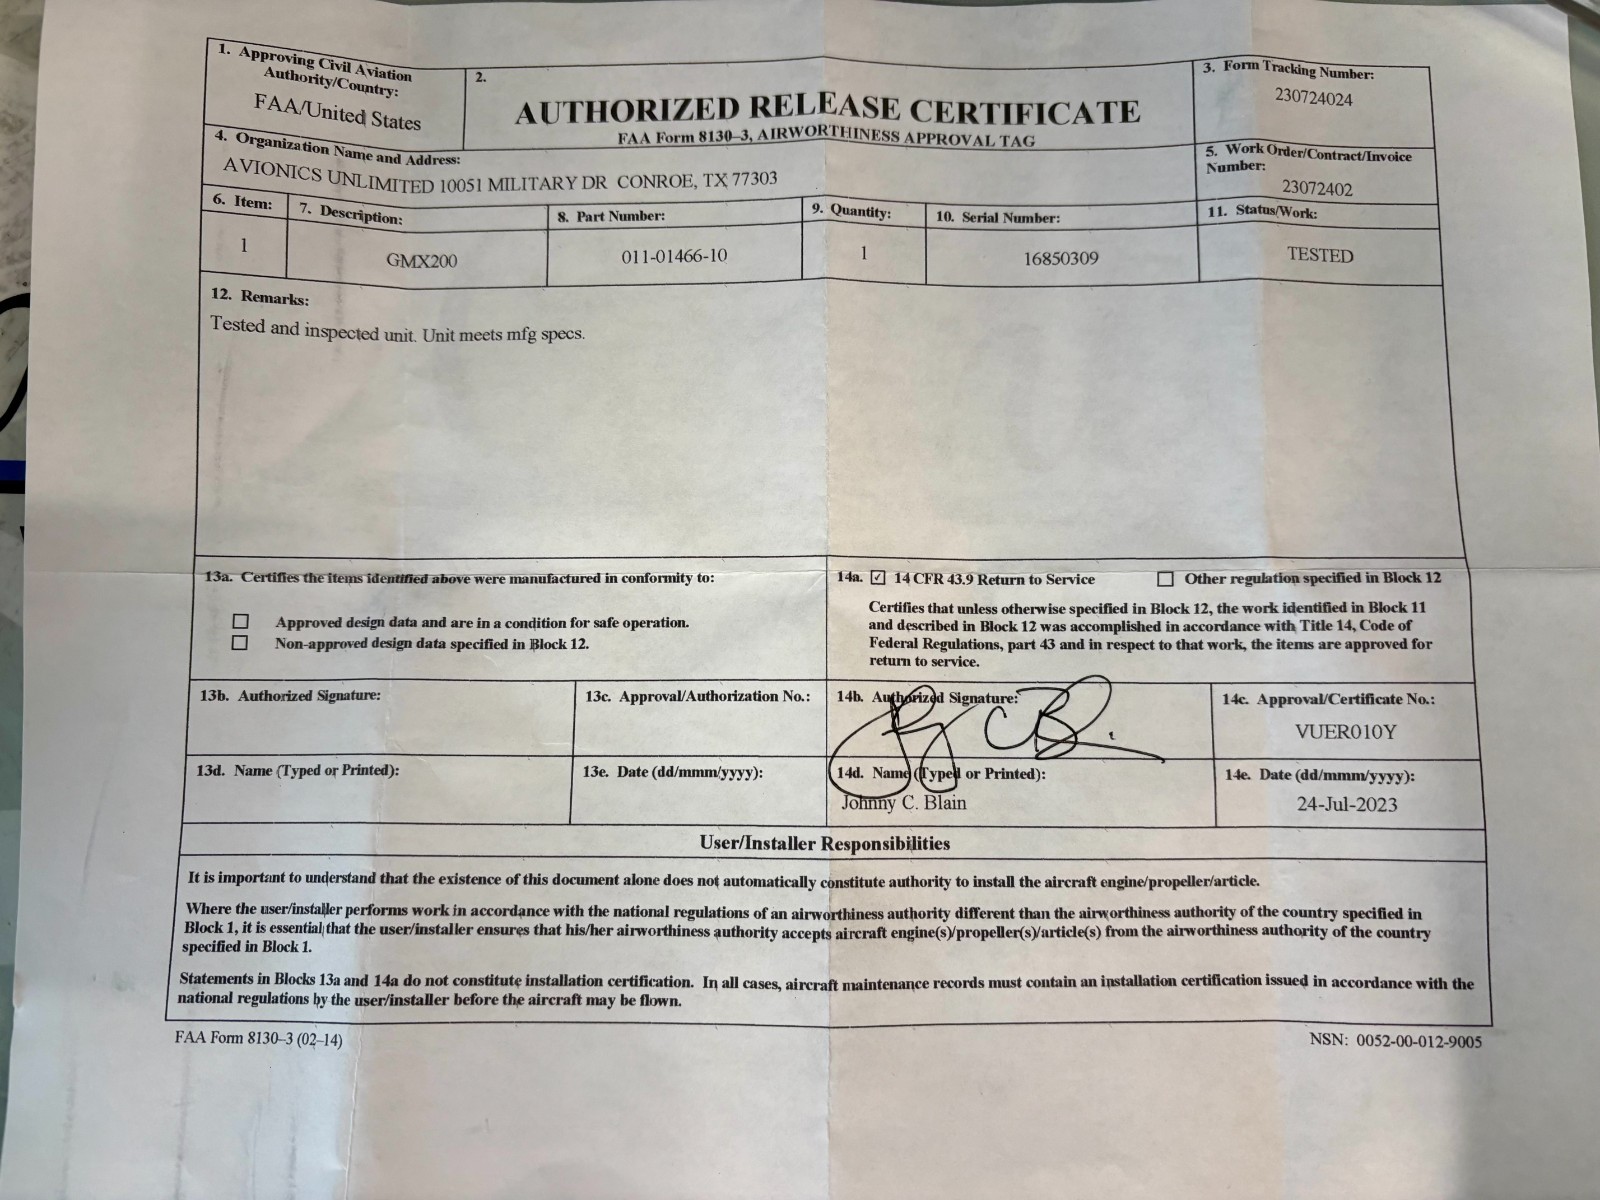 1. Approving Civil Aviation
Authority/Country:
FAA/United States
2.
AUTHORIZED RELEASE CERTIFICATE
FAA Form 8130–3, AIRWORTHINESS APPROVAL TAG
3. Form Tracking Number:
230724024
4. Organization Name and Address:
AVIONICS UNLIMITED 10051 MILITARY DR CONROE, TX 77303
5. Work Order/Contract/Invoice
Number:
23072402
6. Item:
1
7. Description:
GMX200
8. Part Number:
011-01466-10
9. Quantity:
1
10. Serial Number:
16850309
11. Status/Work:
TESTED
12. Remarks:
Tested and inspected unit. Unit meets mfg specs.
13a. Certifies the items identified above were manufactured in conformity to:
Approved design data and are in a condition for safe operation.
Non-approved design data specified in Block 12.
14a. ☑ 14 CFR 43.9 Return to Service ☐ Other regulation specified in Block 12
Certifies that unless otherwise specified in Block 12, the work identified in Block 11
and described in Block 12 was accomplished in accordance with Title 14, Code of
Federal Regulations, part 43 and in respect to that work, the items are approved for
return to service.
13b. Authorized Signature:
13c. Approval/Authorization No.:
14b. Authorized Signature:
14c. Approval/Certificate No.:
VUER010Y
13d. Name (Typed or Printed):
13e. Date (dd/mmm/yyyy):
14d. Name (Typed or Printed):
Johnny C. Blain
14e. Date (dd/mmm/yyyy):
24-Jul-2023
User/Installer Responsibilities
It is important to understand that the existence of this document alone does not automatically constitute authority to install the aircraft engine/propeller/article.
Where the user/installer performs work in accordance with the national regulations of an airworthiness authority different than the airworthiness authority of the country specified in
Block 1, it is essential that the user/installer ensures that his/her airworthiness authority accepts aircraft engine(s)/propeller(s)/article(s) from the airworthiness authority of the country
specified in Block 1.
Statements in Blocks 13a and 14a do not constitute installation certification. In all cases, aircraft maintenance records must contain an installation certification issued in accordance with the
national regulations by the user/installer before the aircraft may be flown.
FAA Form 8130–3 (02–14)
NSN: 0052-00-012-9005